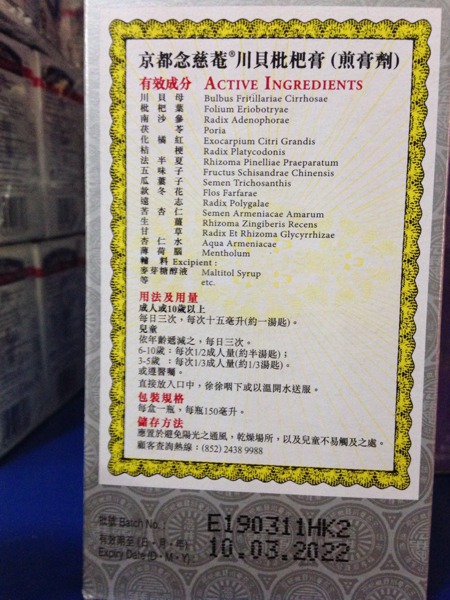 京都念慈菴®川貝枇杷膏 (煎膏劑)
有效成分 ACTIVE INGREDIENTS
川貝母 Bulbus Fritillariae Cirrhosae
枇杷葉 Folium Eriobotryae
南沙參 Radix Adenophorae
茯苓 Poria
化橘紅 Exocarpium Citri Grandis
桔梗 Radix Platycodonis
法半夏 Rhizoma Pinelliae Praeparatum
五味子 Fructus Schisandrae Chinensis
瓜蔞子 Semen Trichosanthis
款冬花 Flos Farfarae
遠志 Radix Polygalae
苦杏仁 Semen Armeniacae Amarum
生薑 Rhizoma Zingiberis Recens
甘草 Radix Et Rhizoma Glycyrrhizae
杏仁水 Aqua Armeniacae
薄荷腦 Mentholum
輔料 Excipient :
麥芽糖醇液 Maltitol Syrup
等 etc.
用法及用量
成人或10歲以上
每日三次，每次十五毫升(約一湯匙)。
兒童
依年齡遞減之，每日三次。
6-10歲：每次1/2成人量(約半湯匙)；
3-5歲：每次1/3成人量(約1/3湯匙)。
或遵醫囑。
直接放入口中，徐徐咽下或以溫開水送服。
包裝規格
每盒一瓶，每瓶150毫升。
儲存方法
應置於避免陽光之通風，乾燥場所，以及兒童不易觸及之處。
顧客查詢熱線：(852) 2438 9988
批號 Batch No.
E190311HK2
有效期至 (日・月・年)
Expiry Date (D・M・Y)
10.03.2022